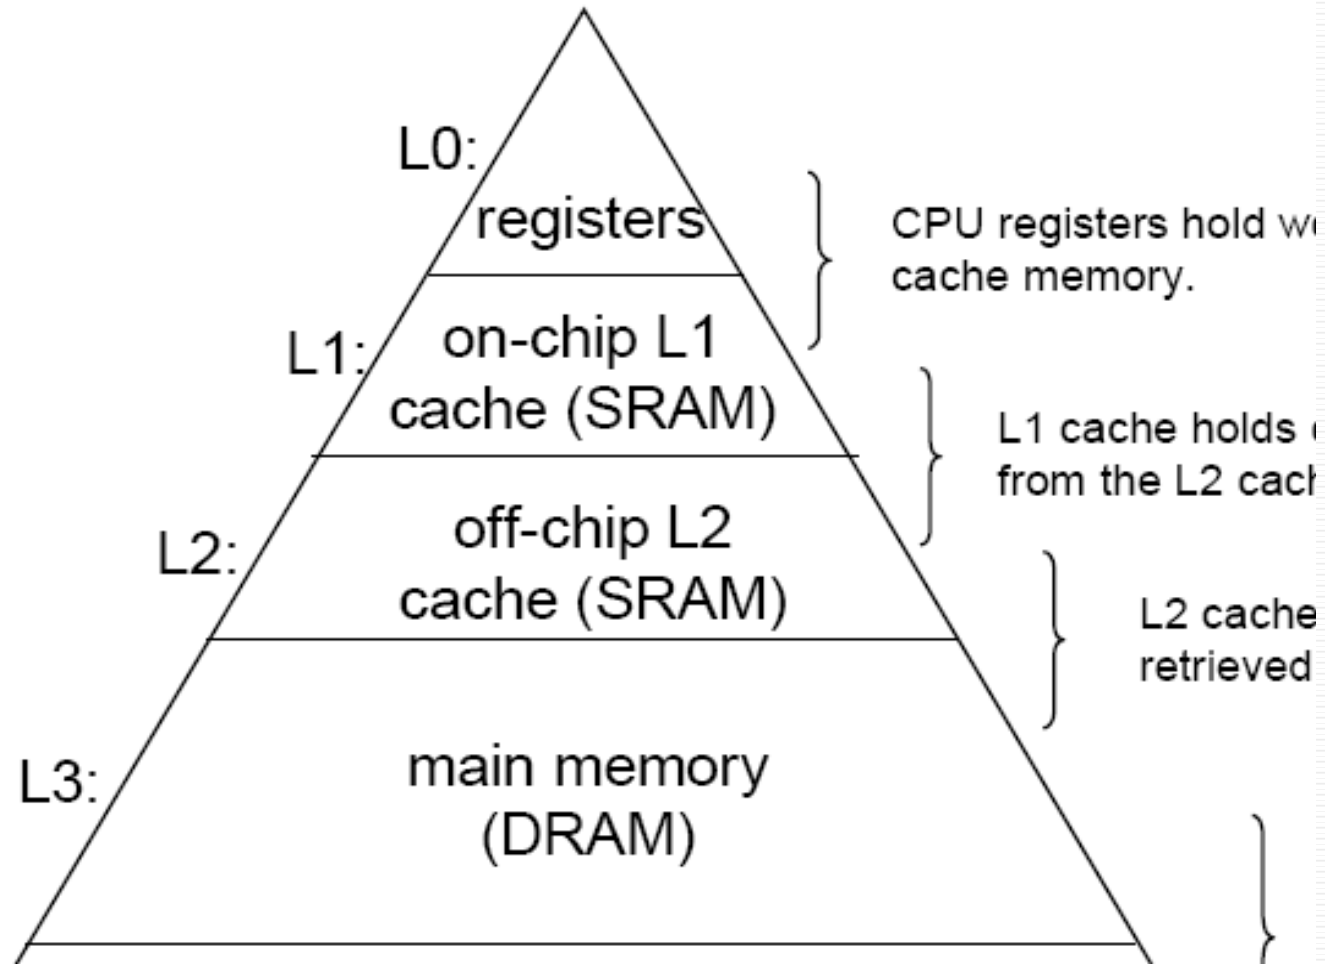 L0:
registers
CPU registers hold
cache memory.
L1:
on-chip L1
cache (SRAM)
L1 cache holds
from the L2
L2:
off-chip L2
cache (SRAM)
L2 cache
retrieved
L3:
main memory
(DRAM)